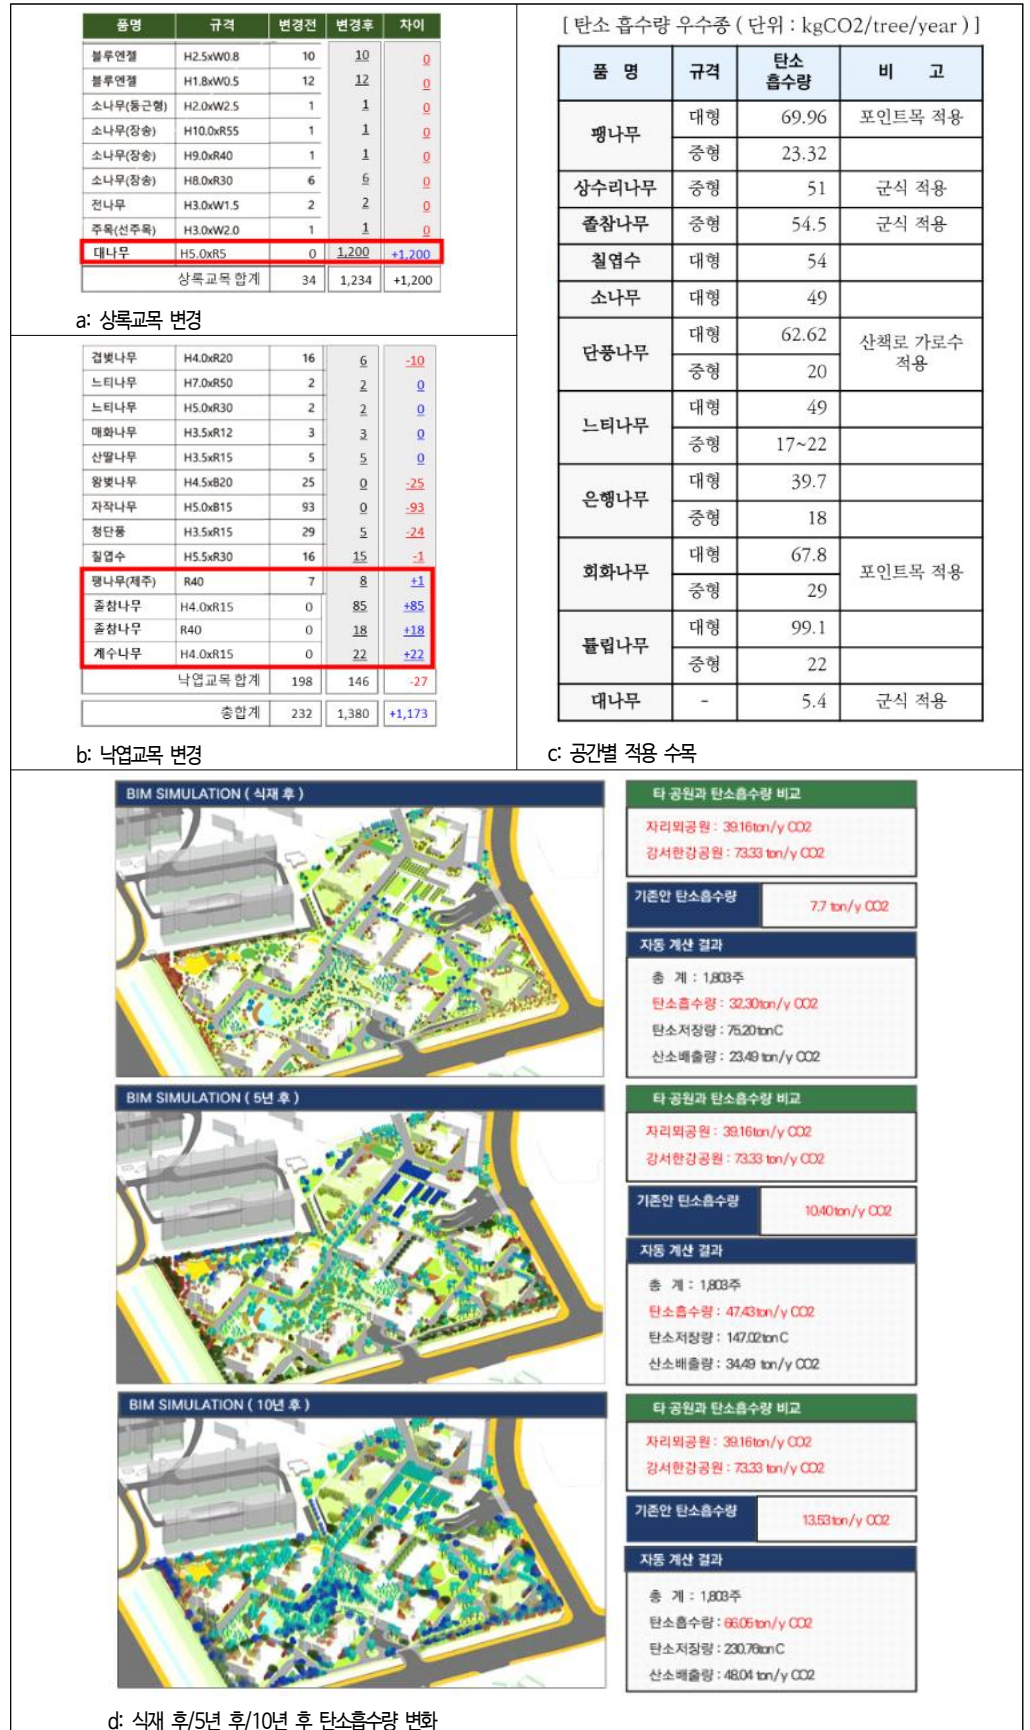 품명 규격 변경전 변경후 차이
블루엔젤 H2.5xW0.8 10 10 0
블루엔젤 H1.8xW0.5 12 12 0
소나무(둥근형) H2.0xW2.5 1 1 0
소나무(장송) H10.0xR55 1 1 0
소나무(장송) H9.0xR40 1 1 0
소나무(장송) H8.0xR30 6 6 0
전나무 H3.0xW1.5 2 2 0
주목(선주목) H3.0xW2.0 1 1 0
대나무 H5.0xR5 0 1,200 +1,200
상록교목 합계 34 1,234 +1,200
a: 상록교목 변경
겹벚나무 H4.0xR20 16 6 -10
느티나무 H7.0xR50 2 2 0
느티나무 H5.0xR30 2 2 0
매화나무 H3.5xR12 3 3 0
산딸나무 H3.5xR15 5 5 0
왕벚나무 H4.5xB20 25 0 -25
자작나무 H5.0xB15 93 0 -93
청단풍 H3.5xR15 29 5 -24
칠엽수 H5.5xR30 16 15 -1
팽나무(제주) R40 7 8 +1
졸참나무 H4.0xR15 0 85 +85
졸참나무 R40 0 18 +18
계수나무 H4.0xR15 0 22 +22
낙엽교목 합계 198 146 -27
총합계 232 1,380 +1,173
b: 낙엽교목 변경
[ 탄소 흡수량 우수종 ( 단위 : kgCO2/tree/year ) ]
품 명 규격 탄소 흡수량 비 고
팽나무 대형 69.96 포인트목 적용
중형 23.32
상수리나무 중형 51 군식 적용
졸참나무 중형 54.5 군식 적용
칠엽수 대형 54
소나무 대형 49
단풍나무 대형 62.62 산책로 가로수 적용
중형 20
느티나무 대형 49
중형 17~22
은행나무 대형 39.7
중형 18
회화나무 대형 67.8 포인트목 적용
중형 29
튤립나무 대형 99.1
중형 22
대나무 - 5.4 군식 적용
c: 공간별 적용 수목
BIM SIMULATION ( 식재 후 )
타 공원과 탄소흡수량 비교
자리뫼공원 : 39.16ton/y CO2
강서한강공원 : 73.33 ton/y CO2
기존안 탄소흡수량 7.7 ton/y CO2
자동 계산 결과
총 계 : 1,803주
탄소흡수량 : 32.30ton/y CO2
탄소저장량 : 75.20tonC
산소배출량 : 23.49 ton/y CO2
BIM SIMULATION ( 5년 후 )
타 공원과 탄소흡수량 비교
자리뫼공원 : 39.16ton/y CO2
강서한강공원 : 73.33 ton/y CO2
기존안 탄소흡수량 10.40ton/y CO2
자동 계산 결과
총 계 : 1,803주
탄소흡수량 : 47.43ton/y CO2
탄소저장량 : 147.02tonC
산소배출량 : 34.49 ton/y CO2
BIM SIMULATION ( 10년 후 )
타 공원과 탄소흡수량 비교
자리뫼공원 : 39.16ton/y CO2
강서한강공원 : 73.33 ton/y CO2
기존안 탄소흡수량 13.53ton/y CO2
자동 계산 결과
총 계 : 1,803주
탄소흡수량 : 66.05ton/y CO2
탄소저장량 : 230.76tonC
산소배출량 : 48.04 ton/y CO2
d: 식재 후/5년 후/10년 후 탄소흡수량 변화